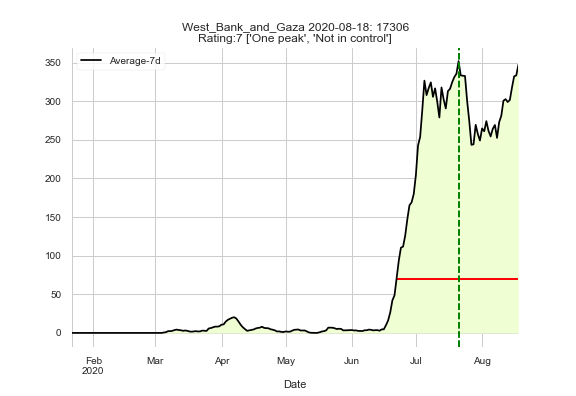 West_Bank_and_Gaza 2020-08-18: 17306
Rating:7 ['One peak', 'Not in control']
Average-7d
350
300
250
200
150
100
50
0
Feb Mar Apr May Jun Jul Aug
2020
Date